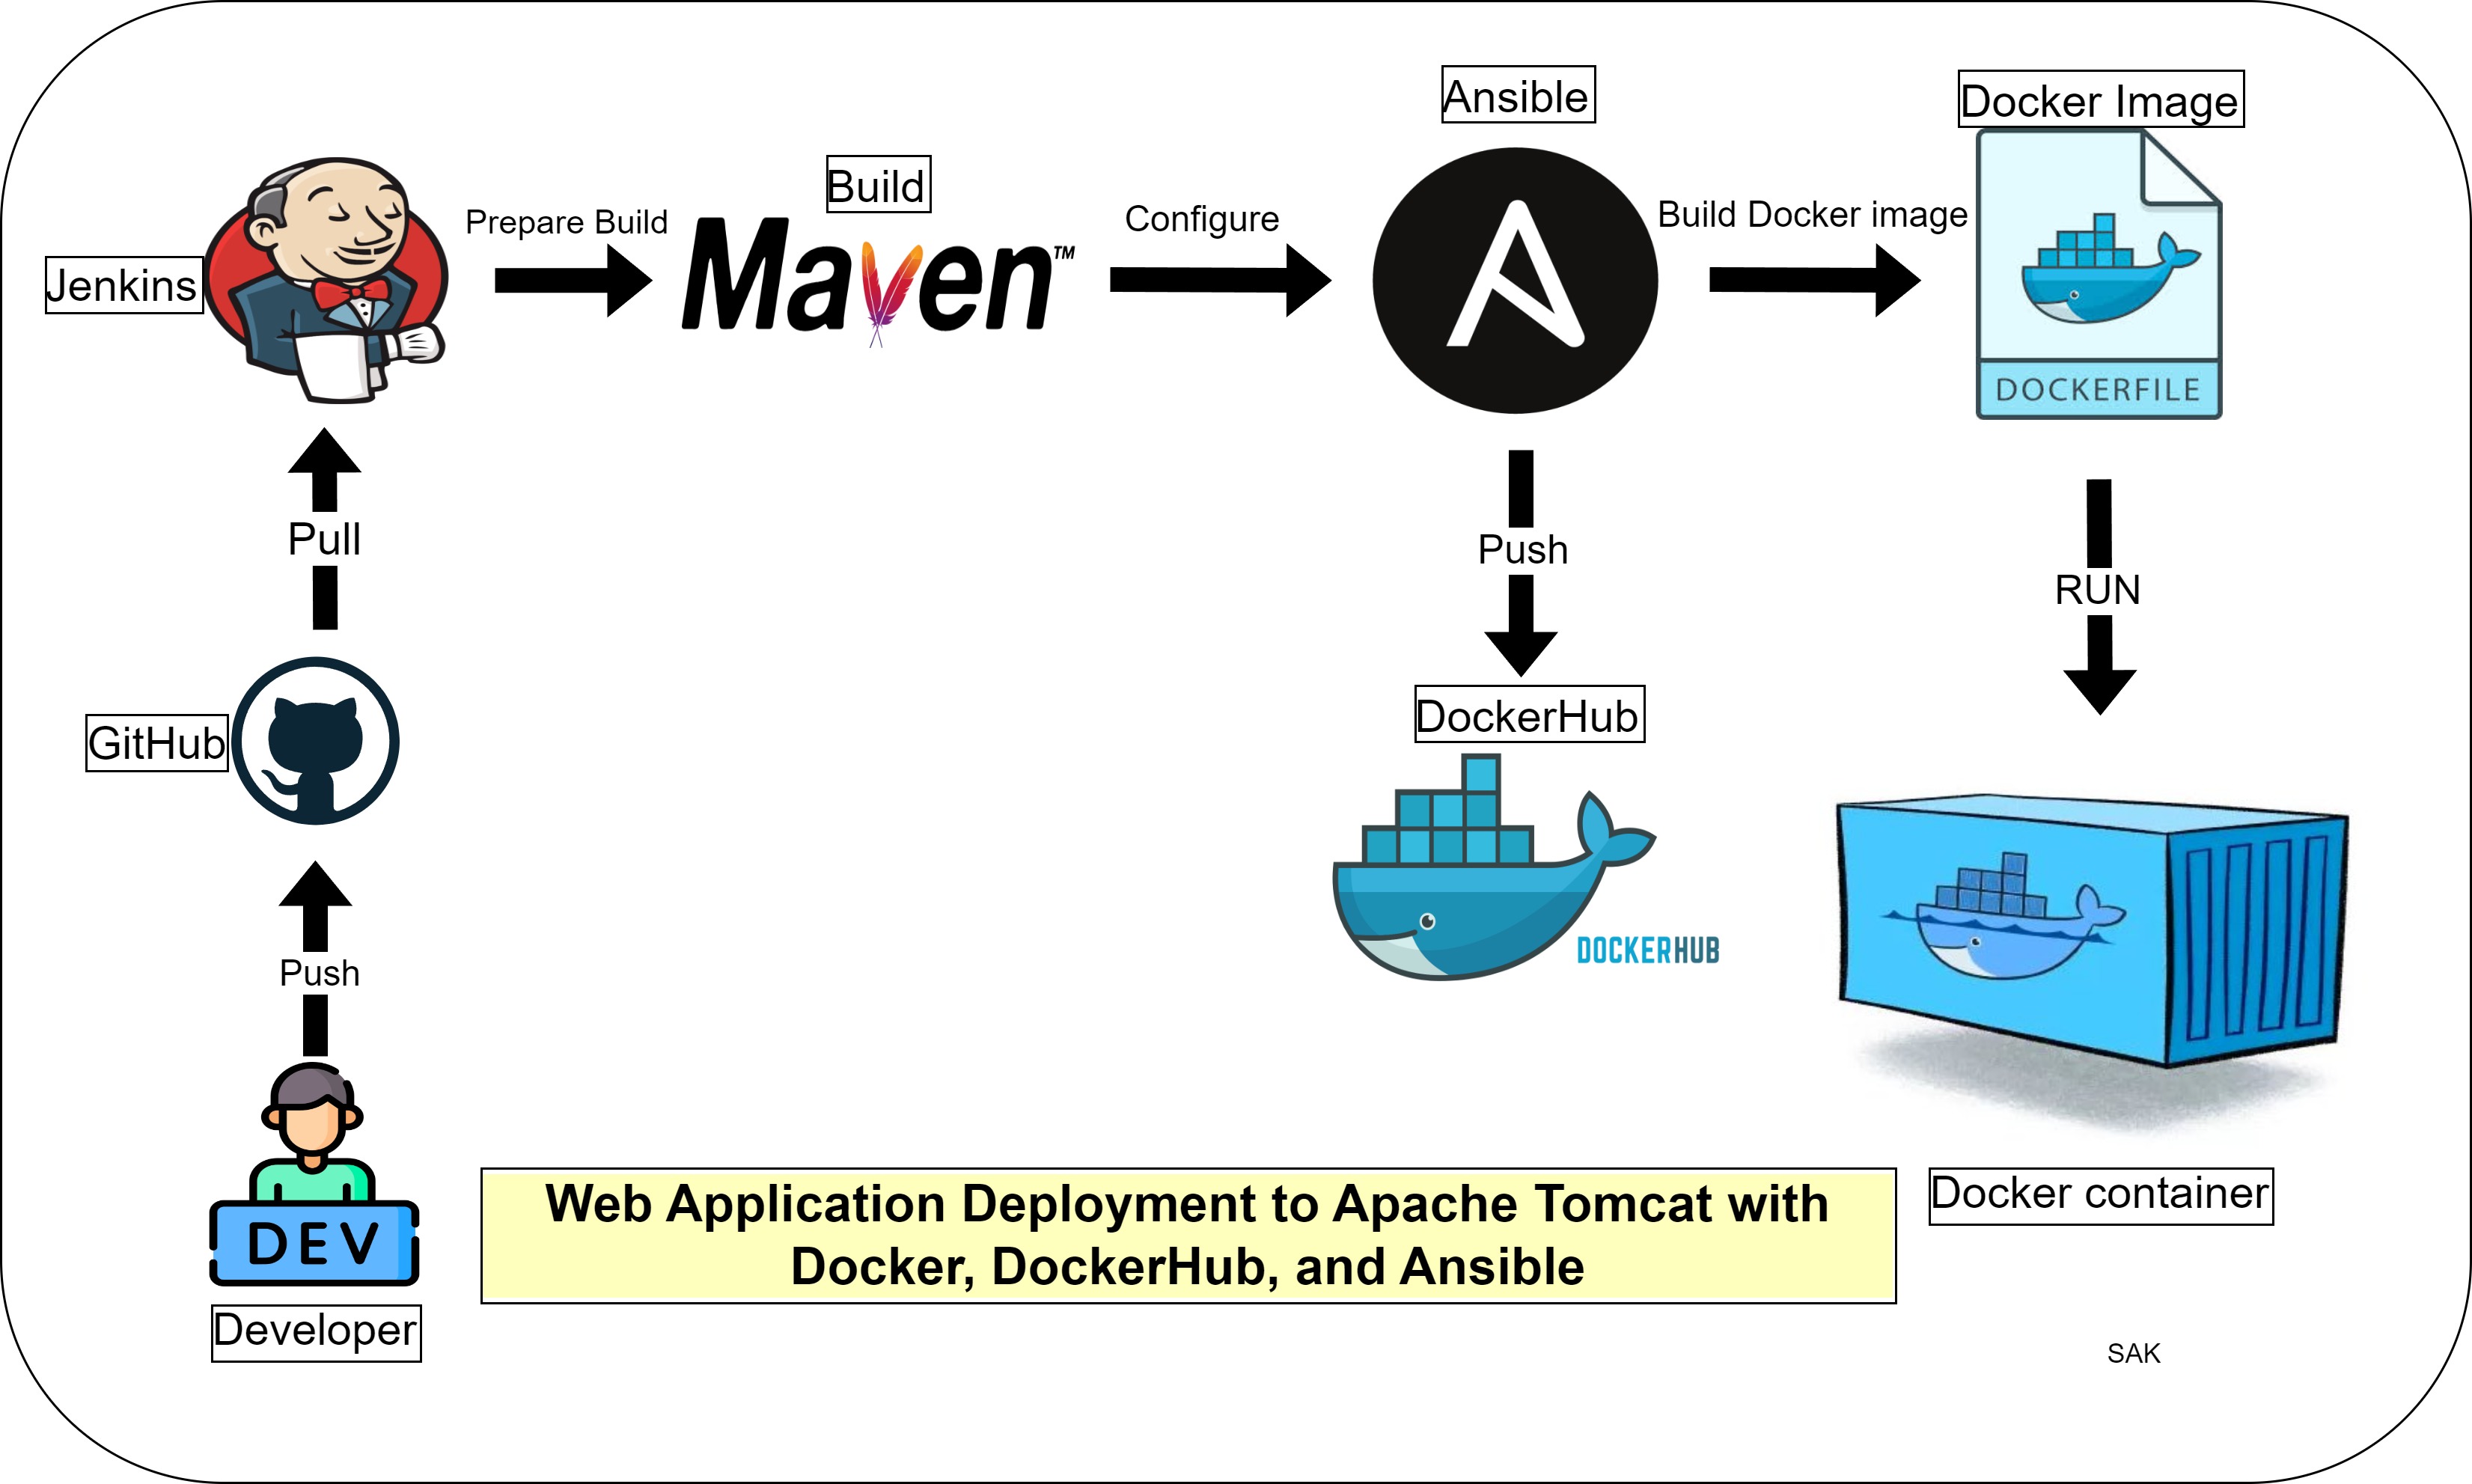 Ansible
Docker Image
Build
Prepare Build
Configure
Build Docker image
Jenkins
Maven™
DOCKERFILE
Pull
Push
RUN
GitHub
DockerHub
DOCKERHUB
Push
DEV
Developer
Web Application Deployment to Apache Tomcat with
Docker, DockerHub, and Ansible
Docker container
SAK